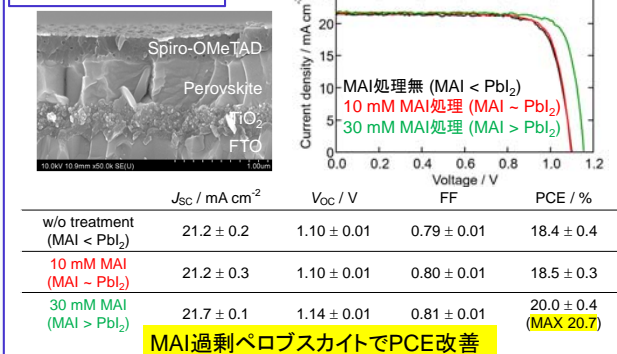 Spiro-OMeTAD
Perovskite
TiO₂
FTO
10.0kV 10.9mm x50.0k SE(U)
1.00um
Current density / mA cm⁻²
20
15
10
5
0
MAI処理無 (MAI < PbI₂)
10 mM MAI処理 (MAI ~ PbI₂)
30 mM MAI処理 (MAI > PbI₂)
0.0 0.2 0.4 0.6 0.8 1.0 1.2
Voltage / V
J_SC / mA cm⁻² V_OC / V FF PCE / %
w/o treatment
(MAI < PbI₂)
21.2 ± 0.2 1.10 ± 0.01 0.79 ± 0.01 18.4 ± 0.4
10 mM MAI
(MAI ~ PbI₂)
21.2 ± 0.3 1.10 ± 0.01 0.80 ± 0.01 18.5 ± 0.3
30 mM MAI
(MAI > PbI₂)
21.7 ± 0.1 1.14 ± 0.01 0.81 ± 0.01 20.0 ± 0.4
(MAX 20.7)
MAI過剰ペロブスカイトでPCE改善